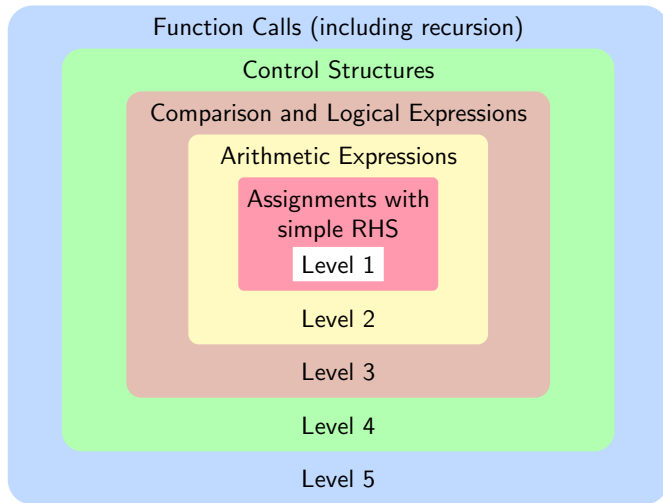 Function Calls (including recursion)
Control Structures
Comparison and Logical Expressions
Arithmetic Expressions
Assignments with
simple RHS
Level 1
Level 2
Level 3
Level 4
Level 5